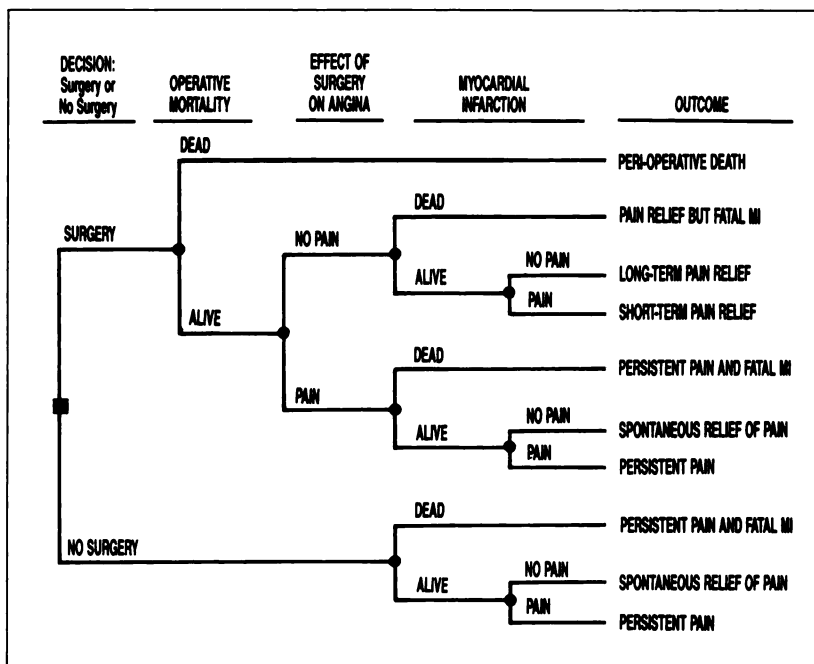 DECISION:
Surgery or
No Surgery
OPERATIVE
MORTALITY
EFFECT OF
SURGERY
ON ANGINA
MYOCARDIAL
INFARCTION
OUTCOME
DEAD
PERI-OPERATIVE DEATH
DEAD
PAIN RELIEF BUT FATAL MI
SURGERY
NO PAIN
NO PAIN
LONG-TERM PAIN RELIEF
ALIVE
PAIN
SHORT-TERM PAIN RELIEF
ALIVE
DEAD
PERSISTENT PAIN AND FATAL MI
PAIN
NO PAIN
SPONTANEOUS RELIEF OF PAIN
ALIVE
PAIN
PERSISTENT PAIN
DEAD
PERSISTENT PAIN AND FATAL MI
NO SURGERY
NO PAIN
SPONTANEOUS RELIEF OF PAIN
ALIVE
PAIN
PERSISTENT PAIN